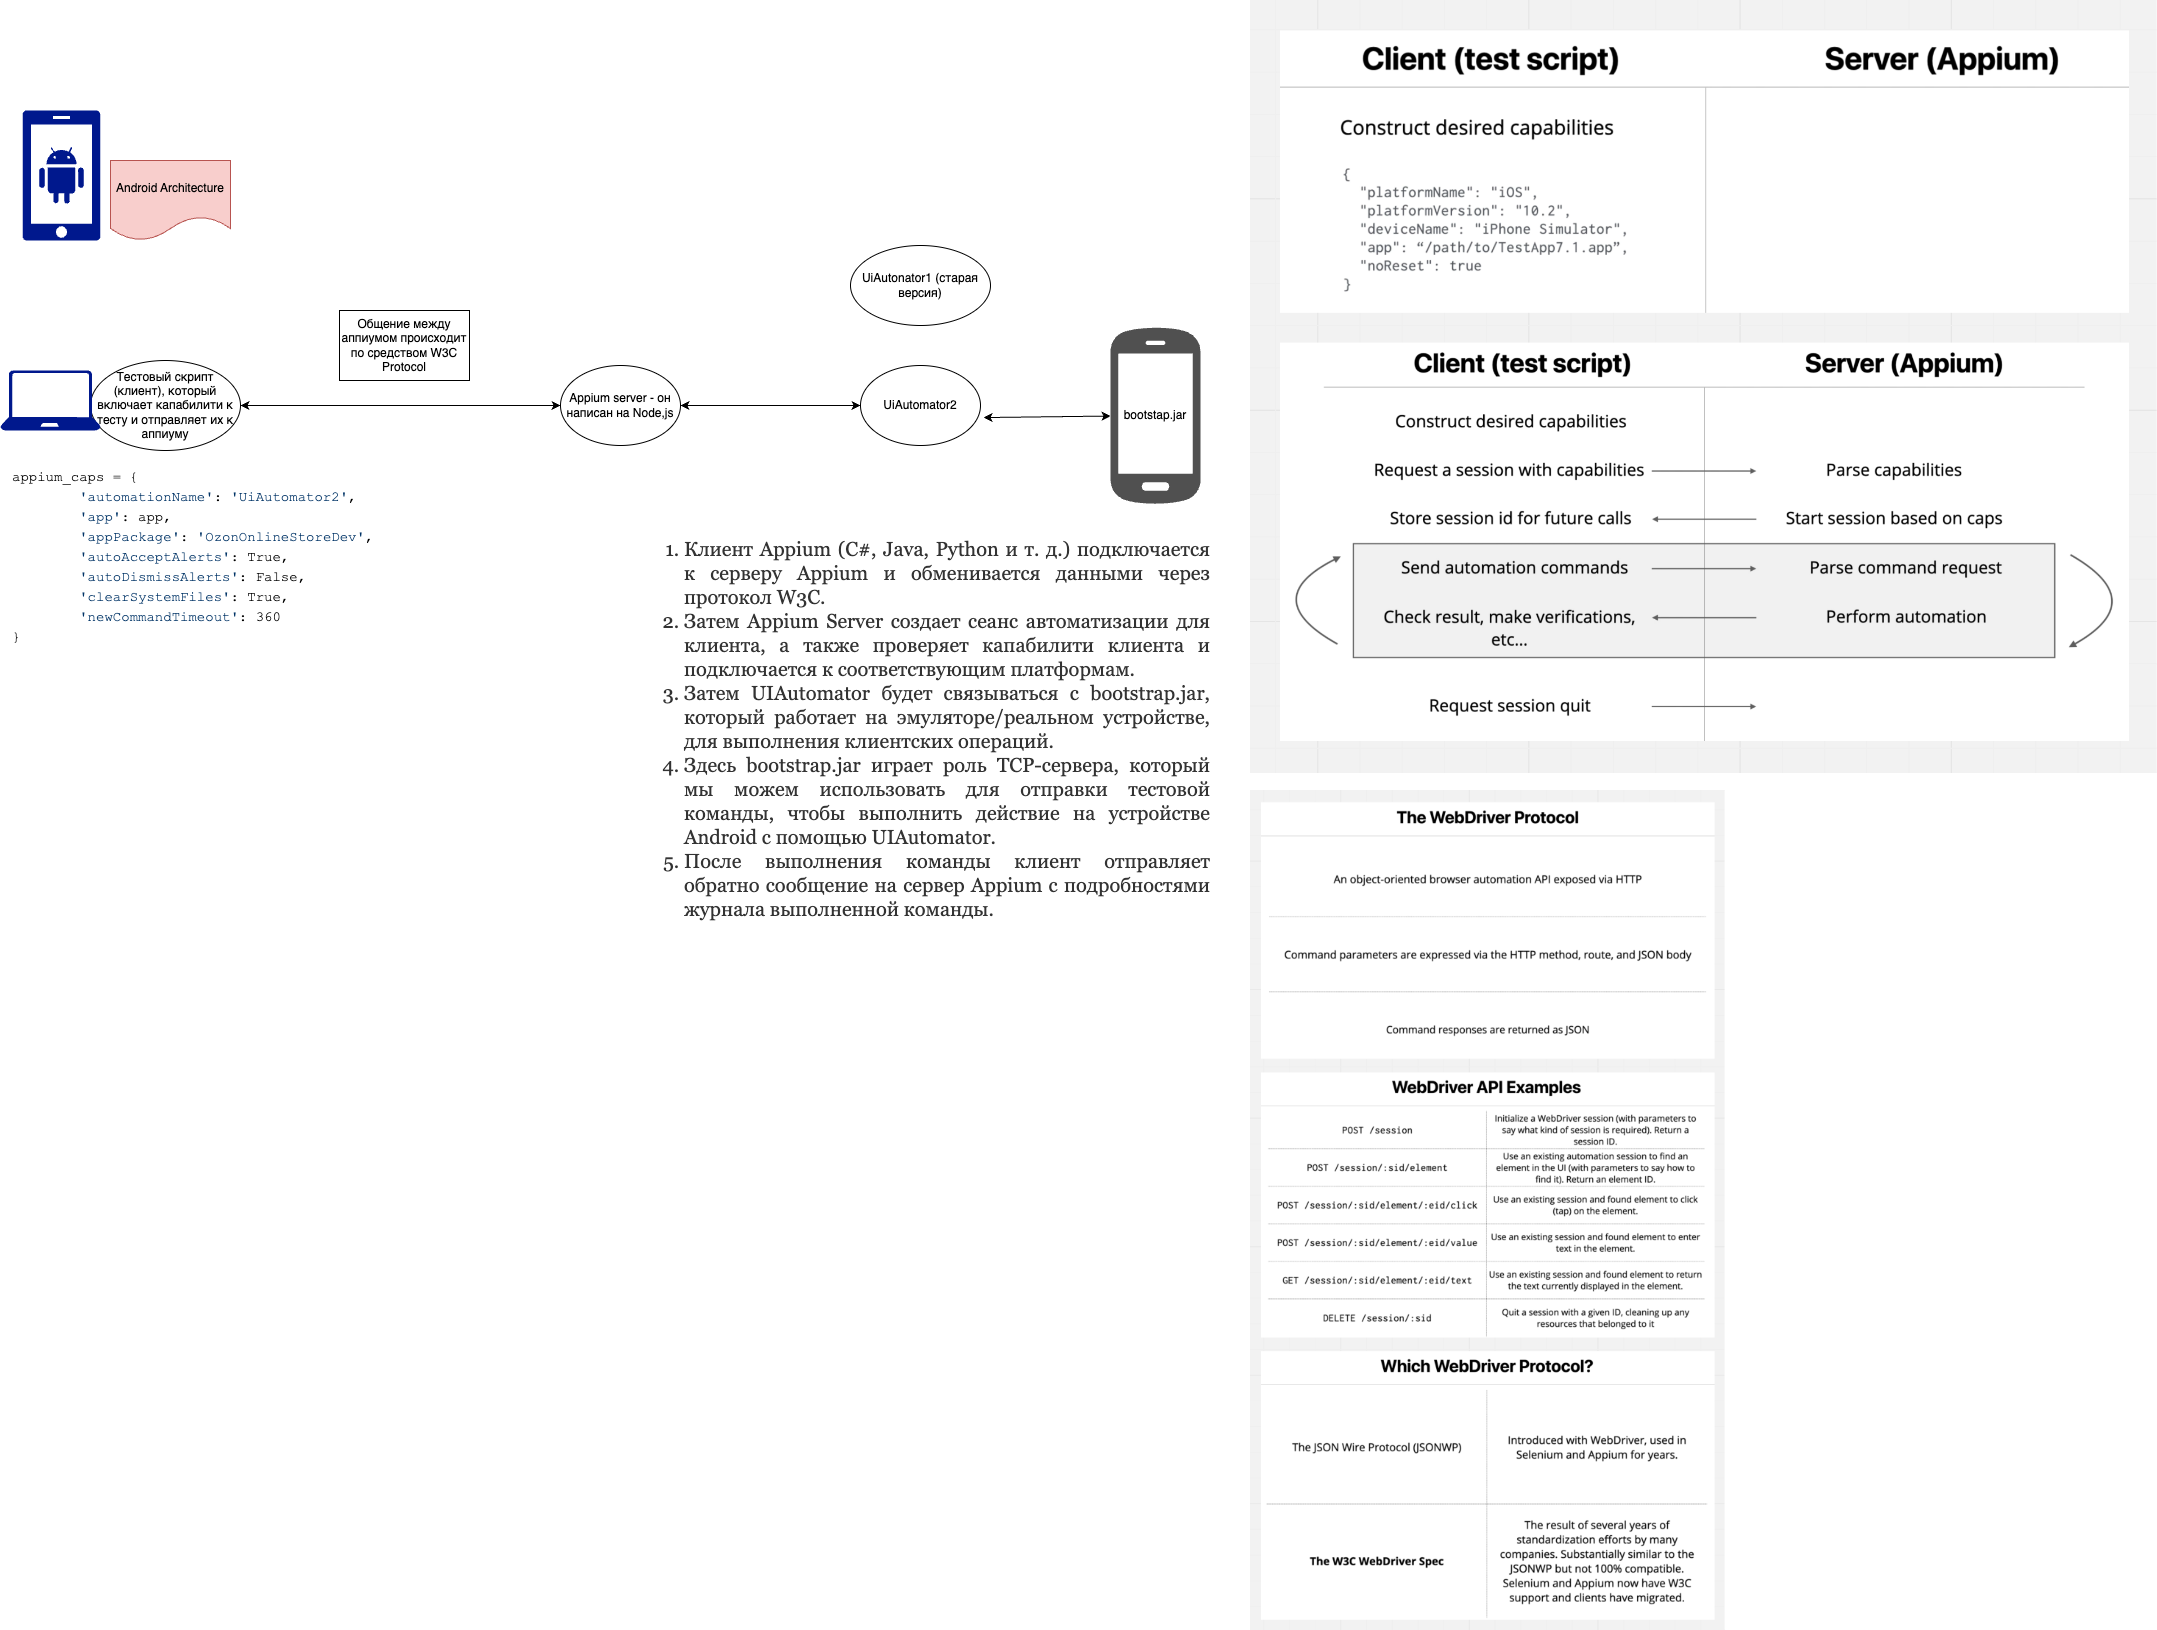 Android Architecture
UiAutonator1 (старая
версия)
Общение между
аппиумом происходит
по средством W3C
Protocol
Тестовый скрипт
(клиент), который
включает капабилити к
тесту и отправляет их к
аппиуму
Appium server - он
написан на Node,js
UiAutomator2
bootstap.jar
appium_caps = {
'automationName': 'UiAutomator2',
'app': app,
'appPackage': 'OzonOnlineStoreDev',
'autoAcceptAlerts': True,
'autoDismissAlerts': False,
'clearSystemFiles': True,
'newCommandTimeout': 360
}
1. Клиент Appium (C#, Java, Python и т. д.) подключается
к серверу Appium и обменивается данными через
протокол W3C.
2. Затем Appium Server создает сеанс автоматизации для
клиента, а также проверяет капабилити клиента и
подключается к соответствующим платформам.
3. Затем UIAutomator будет связываться с bootstrap.jar,
который работает на эмуляторе/реальном устройстве,
для выполнения клиентских операций.
4. Здесь bootstrap.jar играет роль TCP-сервера, который
мы можем использовать для отправки тестовой
команды, чтобы выполнить действие на устройстве
Android с помощью UIAutomator.
5. После выполнения команды клиент отправляет
обратно сообщение на сервер Appium с подробностями
журнала выполненной команды.
Client (test script) Server (Appium)
Construct desired capabilities
{
"platformName": "iOS",
"platformVersion": "10.2",
"deviceName": "iPhone Simulator",
"app": “/path/to/TestApp7.1.app”,
"noReset": true
}
Client (test script) Server (Appium)
Construct desired capabilities
Request a session with capabilities Parse capabilities
Store session id for future calls Start session based on caps
Send automation commands Parse command request
Check result, make verifications, Perform automation
etc...
Request session quit
The WebDriver Protocol
An object-oriented browser automation API exposed via HTTP
Command parameters are expressed via the HTTP method, route, and JSON body
Command responses are returned as JSON
WebDriver API Examples
POST /session
Initialize a WebDriver session (with parameters to
say what kind of session is required). Return a
session ID.
POST /session/:sid/element
Use an existing automation session to find an
element in the UI (with parameters to say how to
find it). Return an element ID.
POST /session/:sid/element/:eid/click
Use an existing session and found element to click
(tap) on the element.
POST /session/:sid/element/:eid/value
Use an existing session and found element to enter
text in the element.
GET /session/:sid/element/:eid/text
Use an existing session and found element to return
the text currently displayed in the element.
DELETE /session/:sid
Quit a session with a given ID, cleaning up any
resources that belonged to it
Which WebDriver Protocol?
The JSON Wire Protocol (JSONWP)
Introduced with WebDriver, used in
Selenium and Appium for years.
The W3C WebDriver Spec
The result of several years of
standardization efforts by many
companies. Substantially similar to the
JSONWP but not 100% compatible.
Selenium and Appium now have W3C
support and clients have migrated.